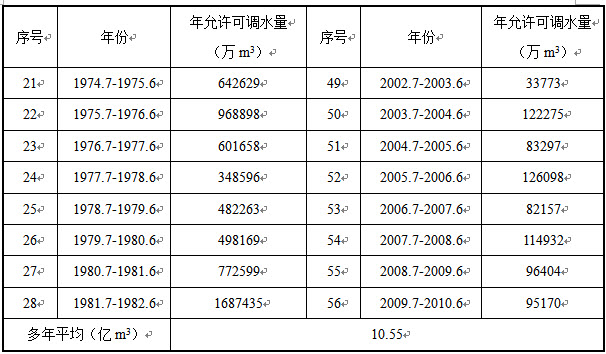 序号 年份 年允许可调水量（万 m³） 序号 年份 年允许可调水量（万 m³）
21 1974.7-1975.6 642629 49 2002.7-2003.6 33773
22 1975.7-1976.6 968898 50 2003.7-2004.6 122275
23 1976.7-1977.6 601658 51 2004.7-2005.6 83297
24 1977.7-1978.6 348596 52 2005.7-2006.6 126098
25 1978.7-1979.6 482263 53 2006.7-2007.6 82157
26 1979.7-1980.6 498169 54 2007.7-2008.6 114932
27 1980.7-1981.6 772599 55 2008.7-2009.6 96404
28 1981.7-1982.6 1687435 56 2009.7-2010.6 95170
多年平均（亿 m³） 10.55